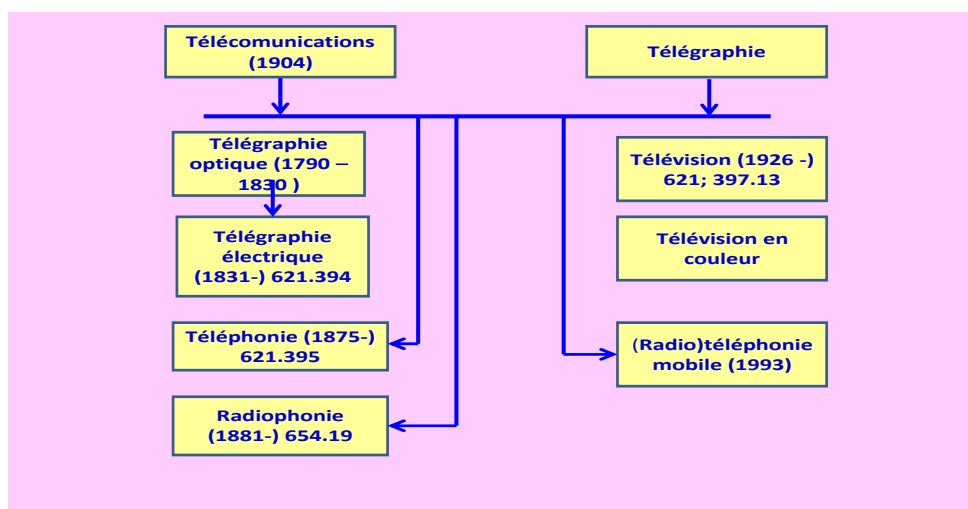 Télécomunications
(1904)
Télégraphie
Télégraphie
optique (1790 –
1830 )
Télévision (1926 -)
621; 397.13
Télégraphie
électrique
(1831-) 621.394
Télévision en
couleur
Téléphonie (1875-)
621.395
(Radio)téléphonie
mobile (1993)
Radiophonie
(1881-) 654.19